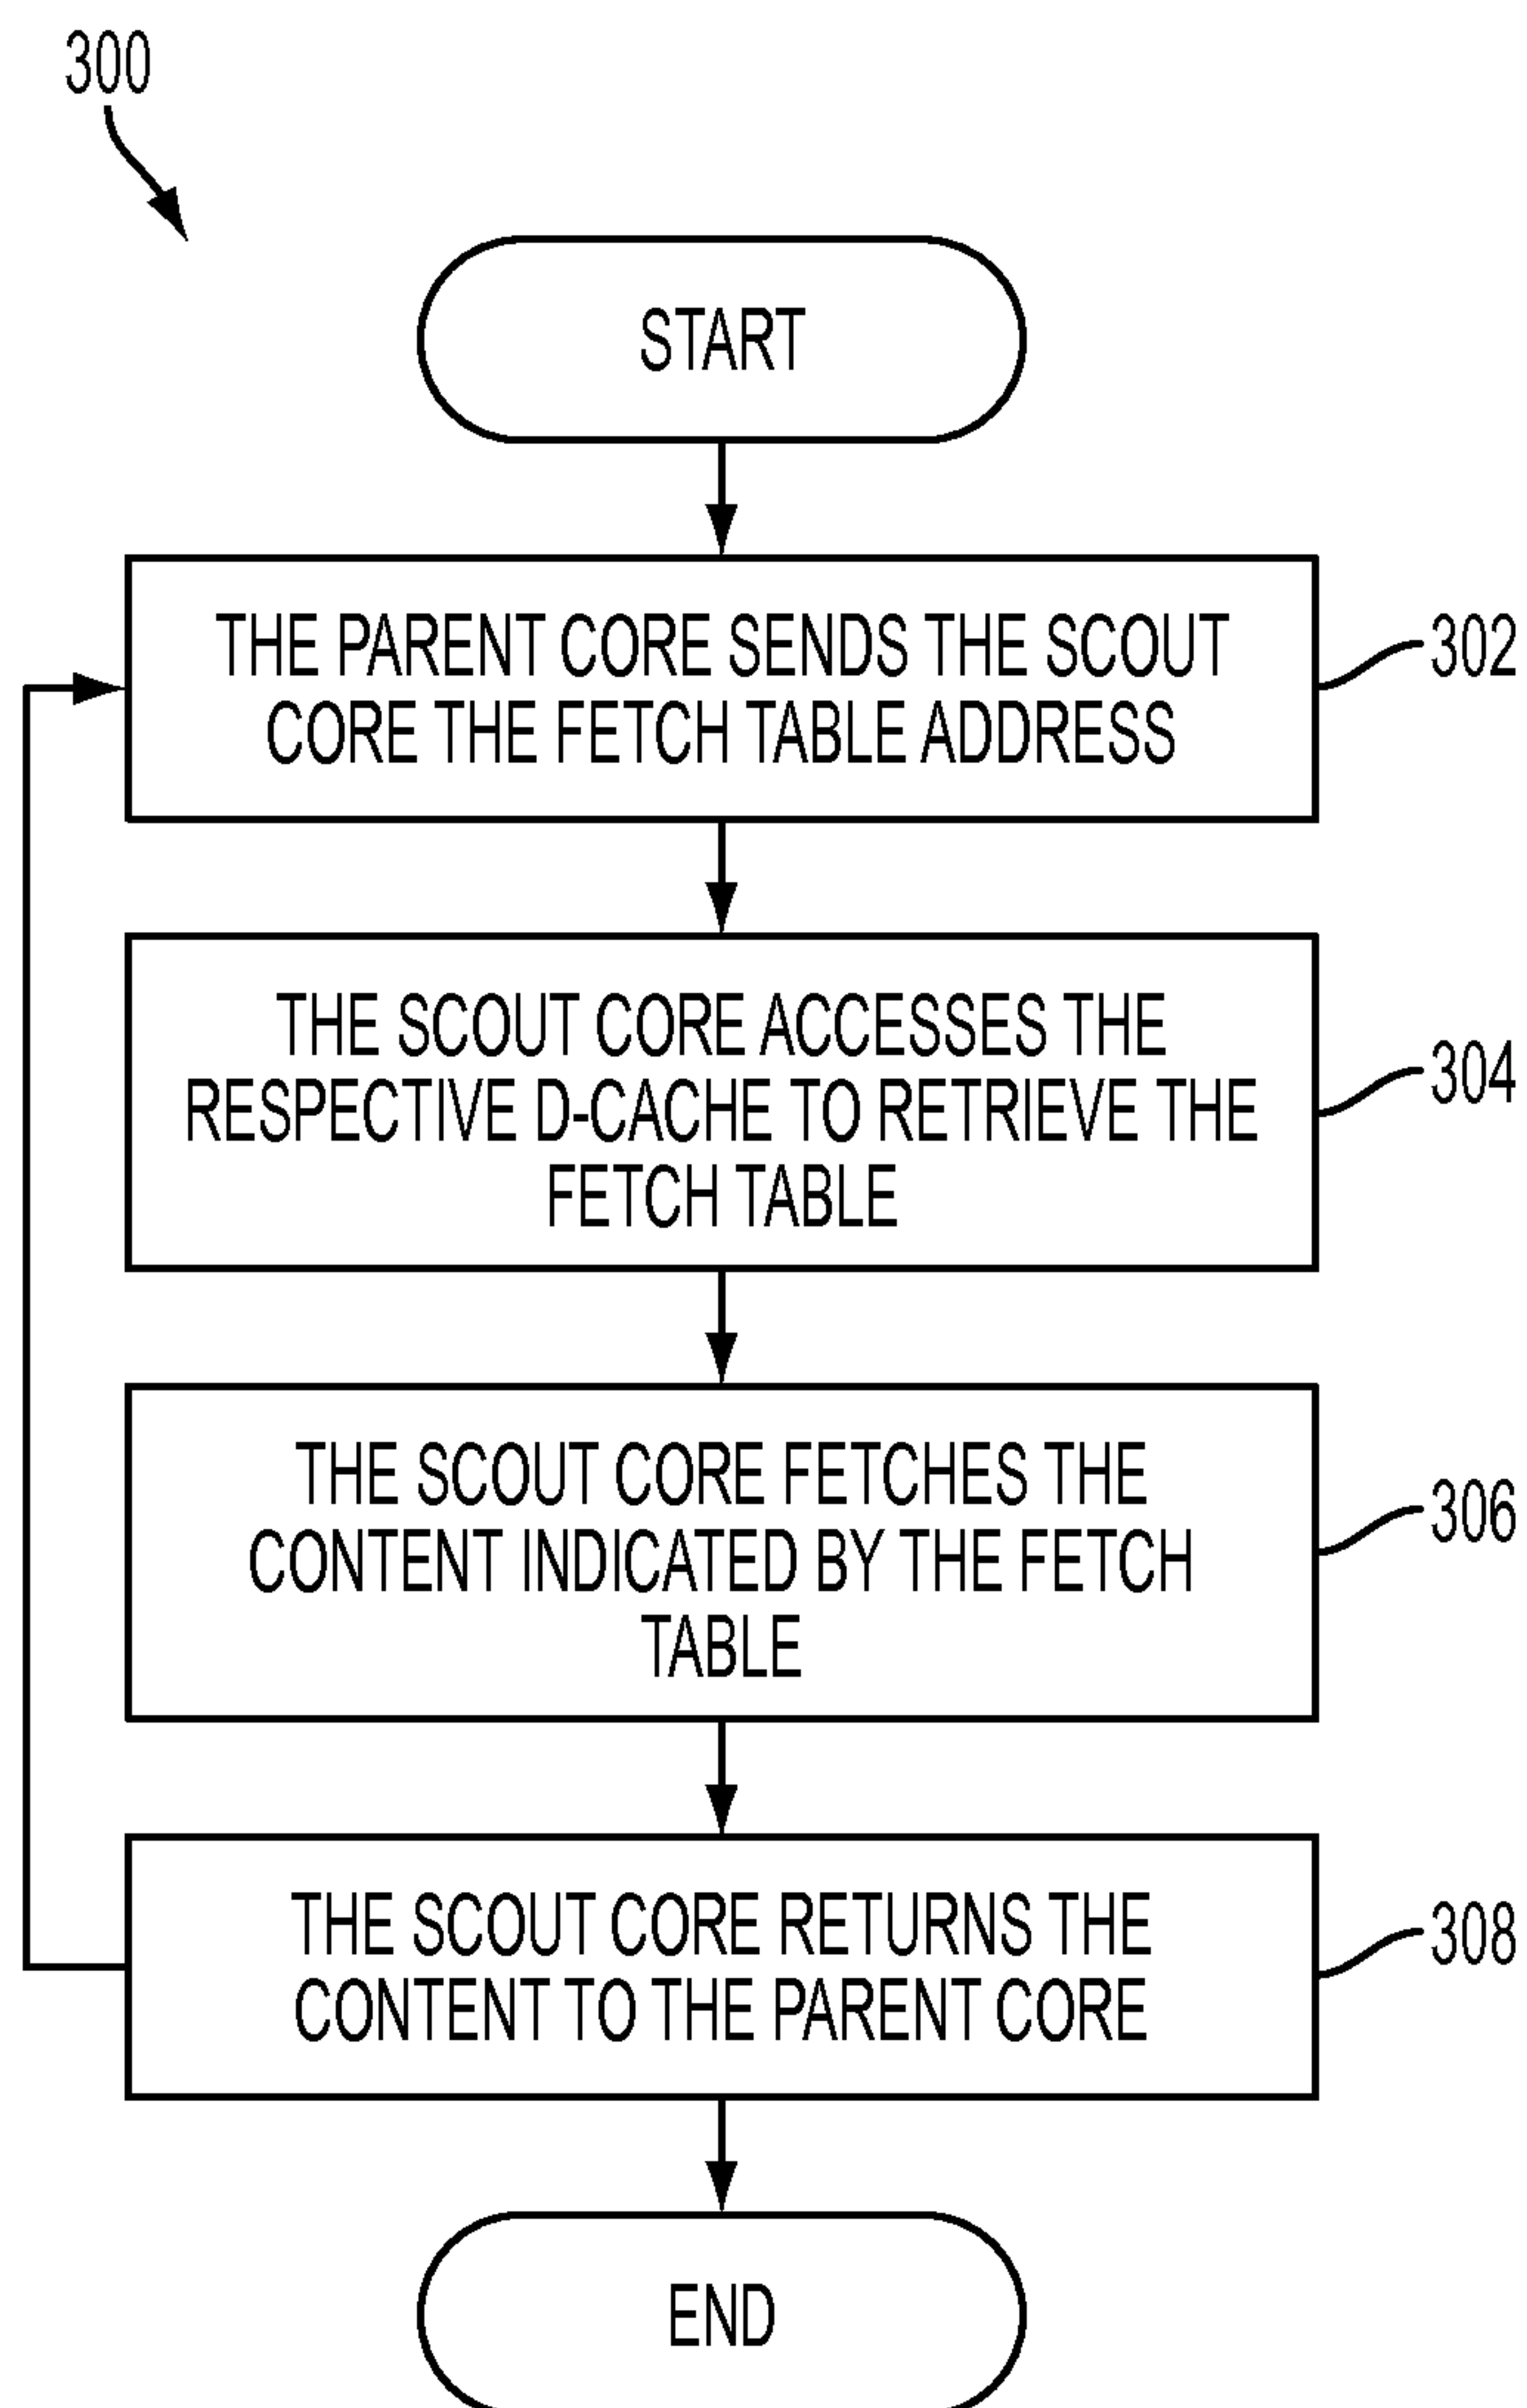 300
START
THE PARENT CORE SENDS THE SCOUT
CORE THE FETCH TABLE ADDRESS
302
THE SCOUT CORE ACCESSES THE
RESPECTIVE D-CACHE TO RETRIEVE THE
FETCH TABLE
304
THE SCOUT CORE FETCHES THE
CONTENT INDICATED BY THE FETCH
TABLE
306
THE SCOUT CORE RETURNS THE
CONTENT TO THE PARENT CORE
308
END